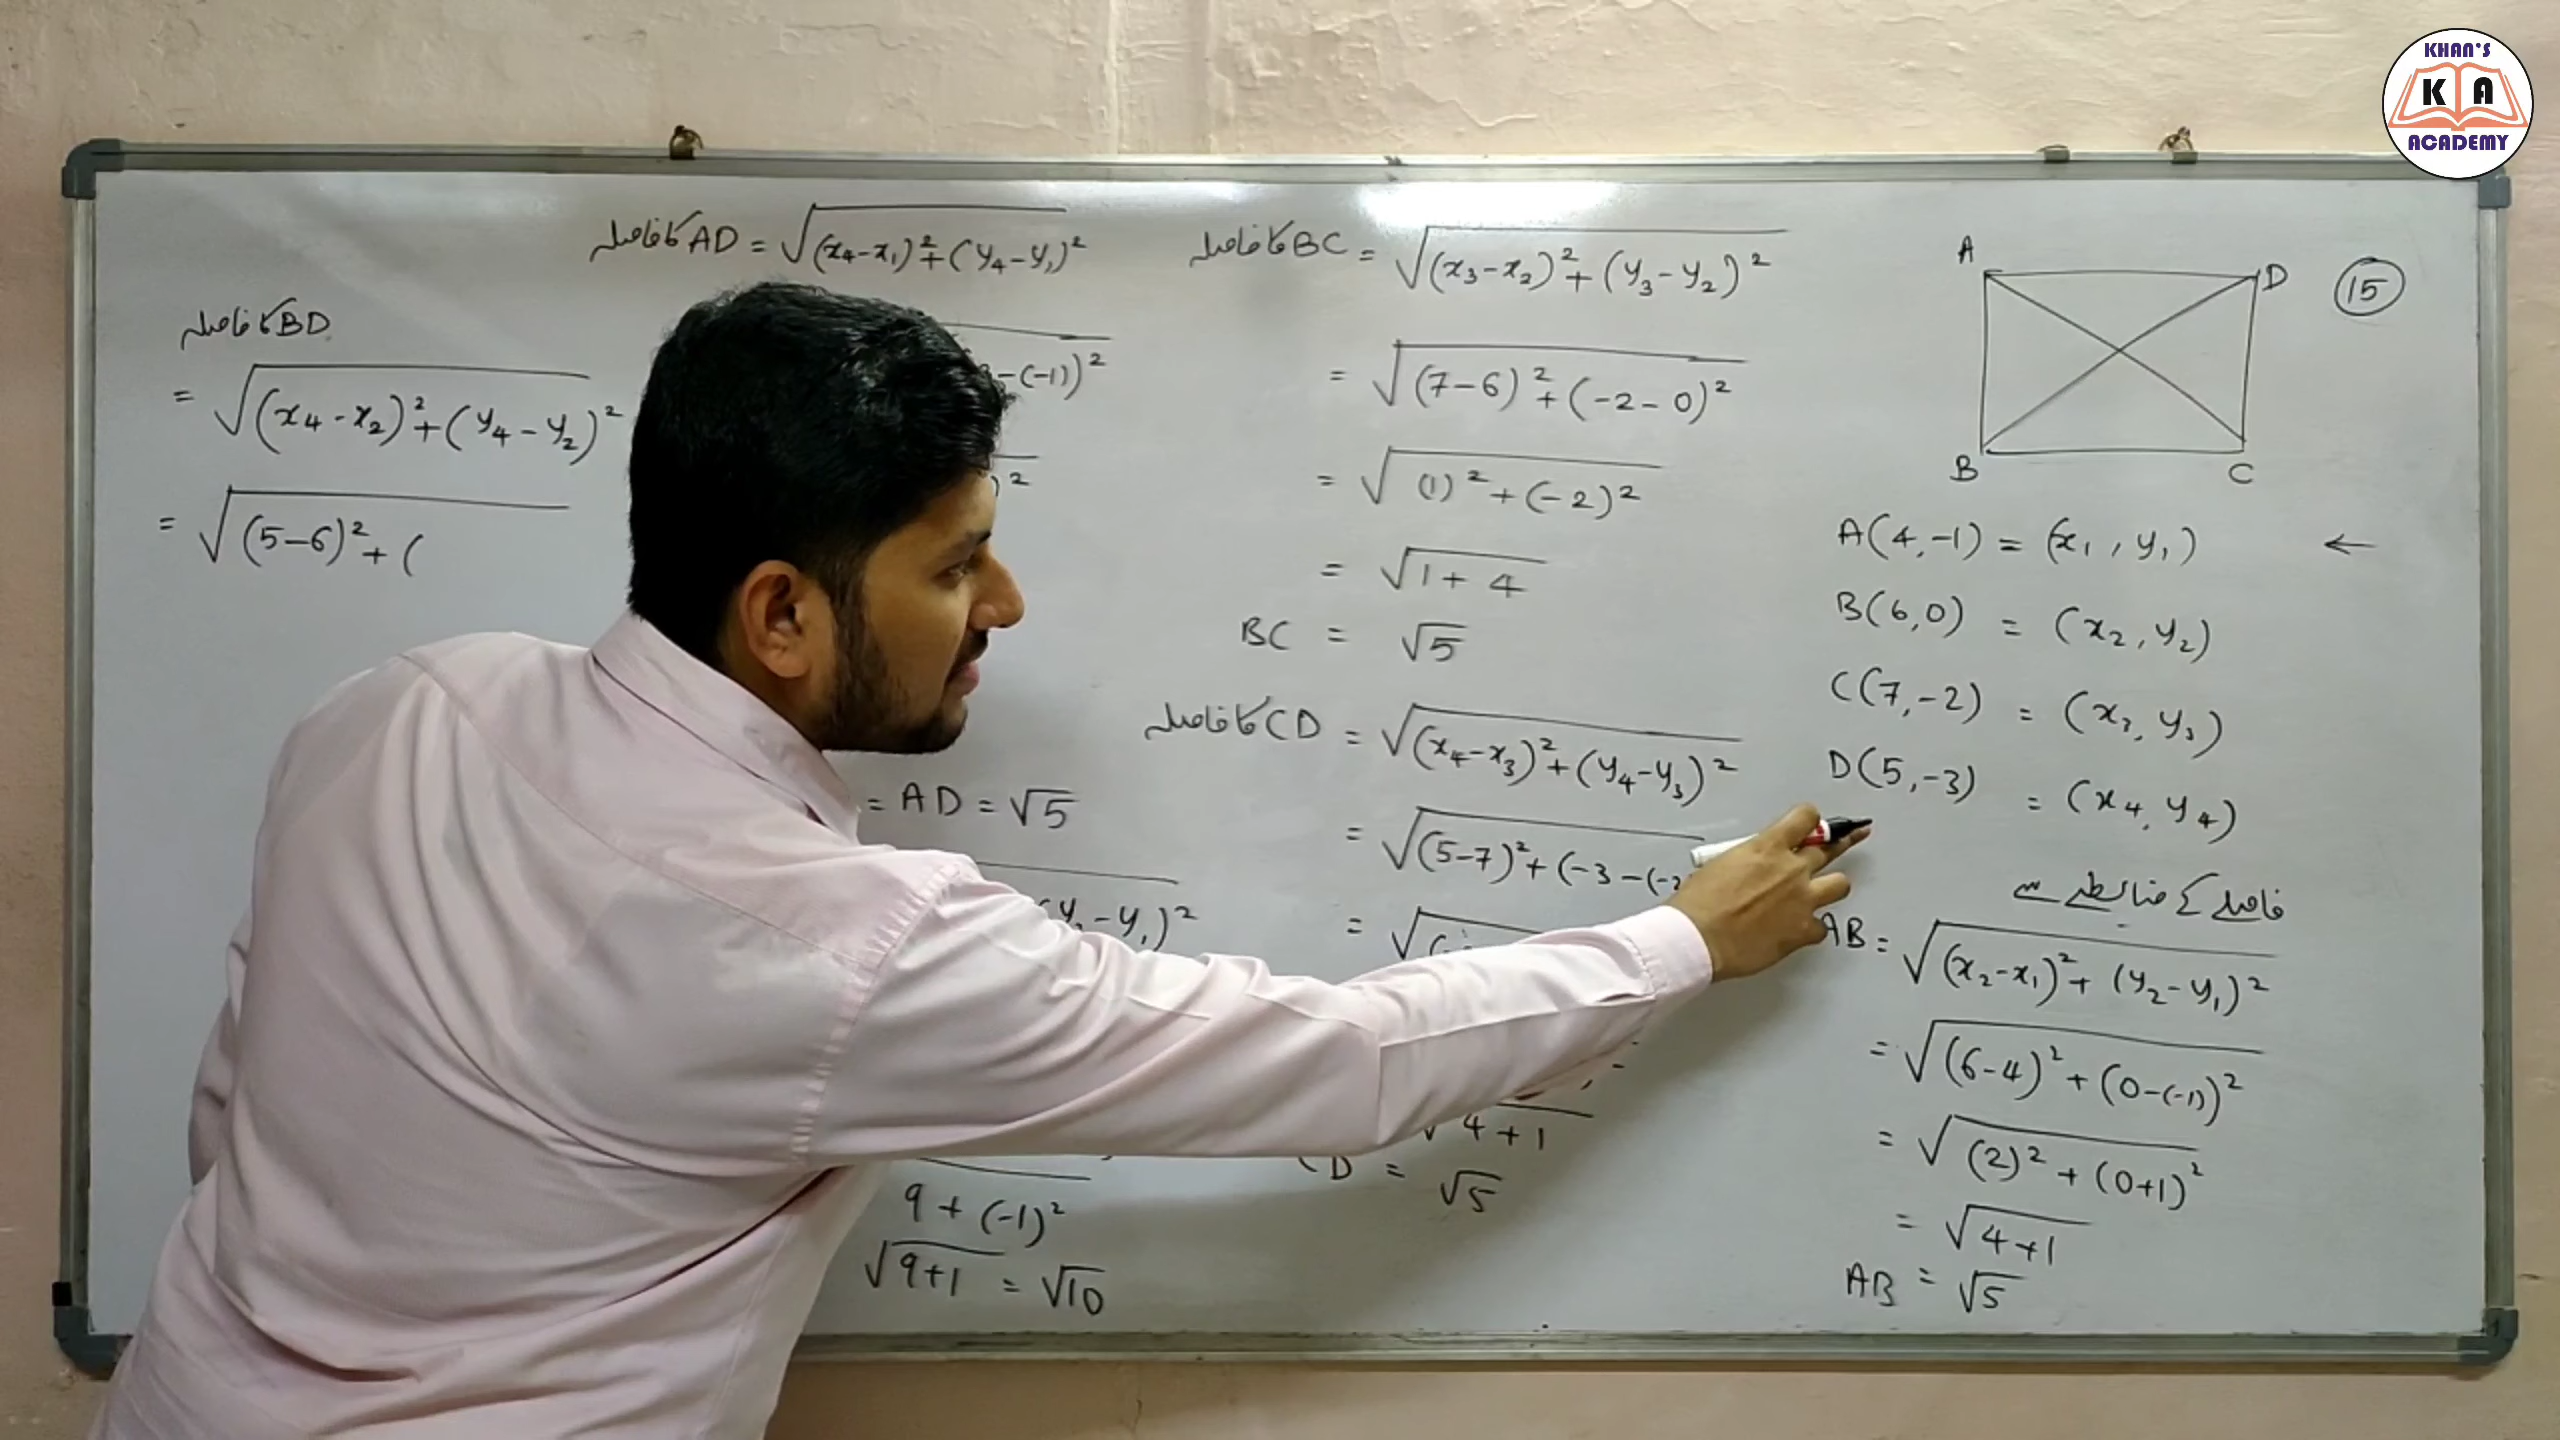 KHAN'S
K A
ACADEMY
15
A
D
B
C
A(4,-1) = (x₁, y₁) ←
B(6,0) = (x₂, y₂)
C(7,-2) = (x₃, y₃)
D(5,-3) = (x₄, y₄)
فاصلے کے ضابطے سے
AB = √((x₂-x₁)² + (y₂-y₁)²)
= √((6-4)² + (0-(-1))²)
= √((2)² + (0+1)²)
= √(4+1)
AB = √5
BC کا فاصلہ = √((x₃-x₂)² + (y₃-y₂)²)
= √((7-6)² + (-2-0)²)
= √((1)² + (-2)²)
= √(1+4)
BC = √5
CD کا فاصلہ = √((x₄-x₃)² + (y₄-y₃)²)
= √((5-7)² + (-3-(-2
=
√(4+1)
CD = √5
AD کا فاصلہ = √((x₄-x₁)² + (y₄-y₁)²)
-(-1))²
)²
= AD = √5
-y₁)²
9 + (-1)²
√(9+1) = √10
BD کا فاصلہ
= √((x₄-x₂)² + (y₄-y₂)²)
= √((5-6)² + (